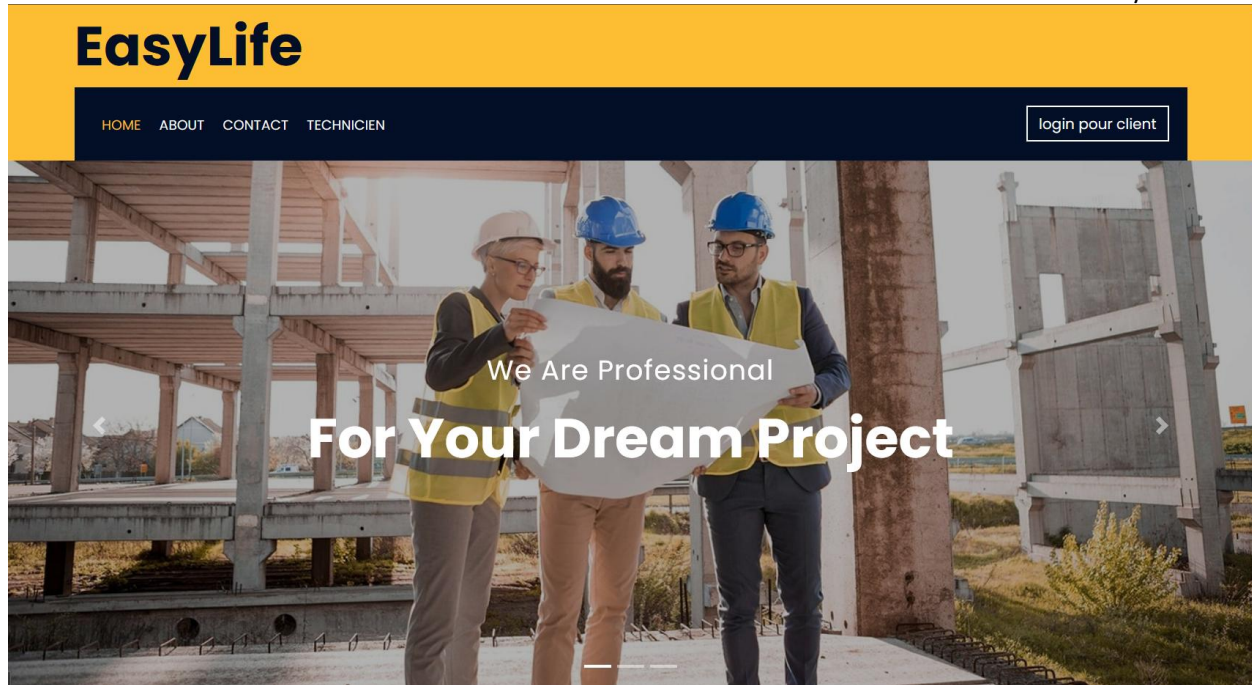 EasyLife
HOME ABOUT CONTACT TECHNICIEN
login pour client
We Are Professional
For Your Dream Project